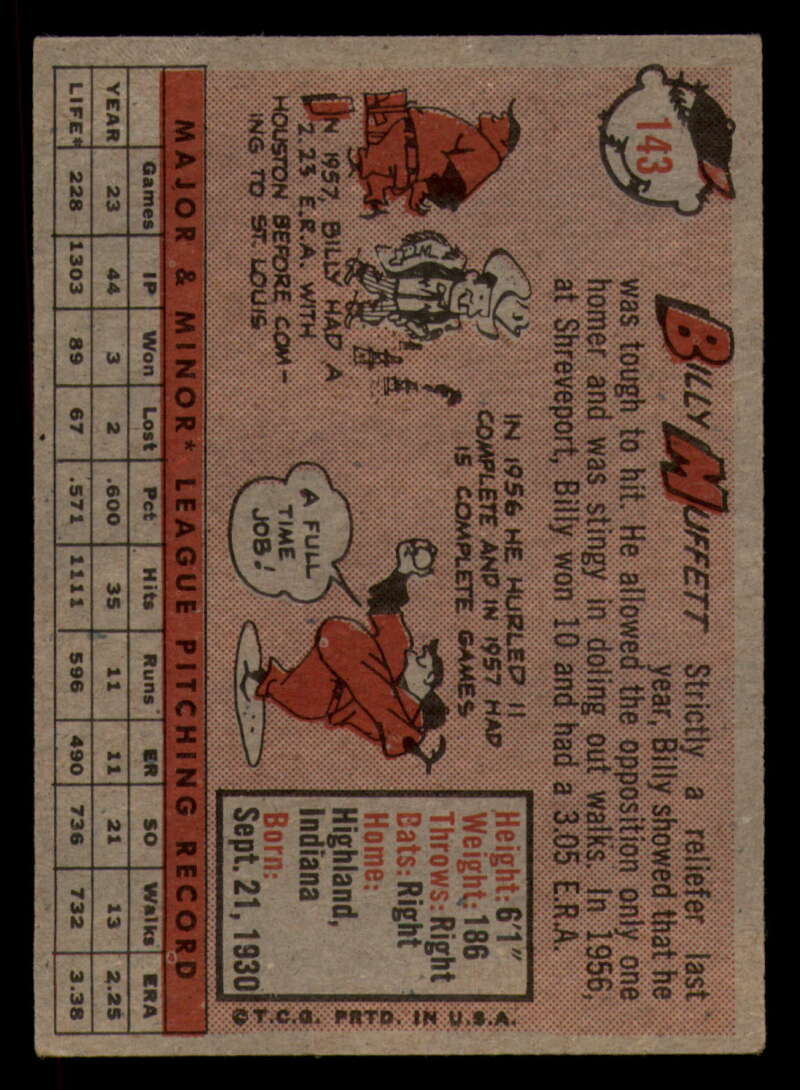 143
BILLY MUFFETT
Strictly a reliefer last
year, Billy showed that he
was tough to hit. He allowed the opposition only one
homer and was stingy in doling out walks. In 1956,
at Shreveport, Billy won 10 and had a 3.05 E.R.A.
IN 1957, BILLY HAD A
2.23 E.R.A. WITH
HOUSTON BEFORE COM-
ING TO ST. LOUIS
IN 1956 HE HURLED 11
COMPLETE AND IN 1957 HAD
15 COMPLETE GAMES
A FULL
TIME
JOB!
Height: 6'1"
Weight: 186
Throws: Right
Bats: Right
Home:
Highland,
Indiana
Born:
Sept. 21, 1930
©T.C.G. PRTD. IN U.S.A.
MAJOR & MINOR* LEAGUE PITCHING RECORD
Games IP Won Lost Pct Hits Runs ER SO Walks ERA
YEAR 23 44 3 2 .600 35 11 11 21 13 2.25
LIFE* 228 1303 89 67 .571 1111 596 490 736 732 3.38